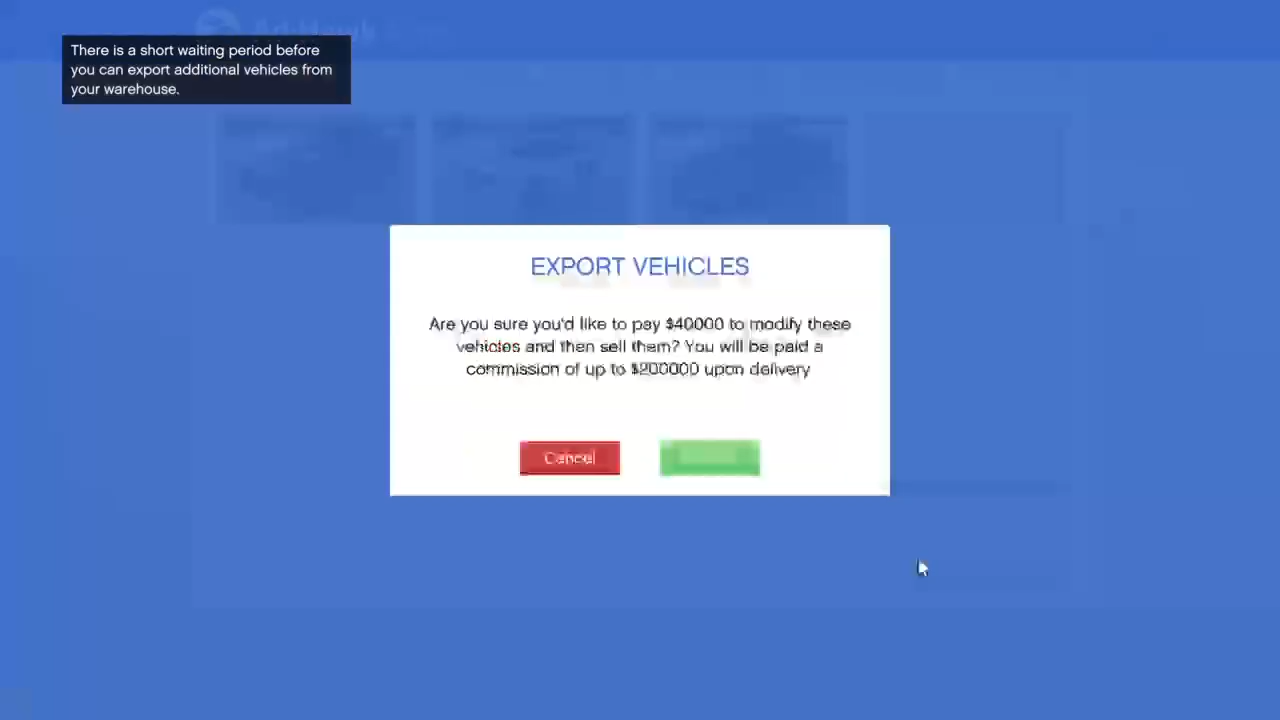 There is a short waiting period before
you can export additional vehicles from
your warehouse.
EXPORT VEHICLES
Are you sure you'd like to pay $40000 to modify these
vehicles and then sell them? You will be paid a
commission of up to $200000 upon delivery
Cancel